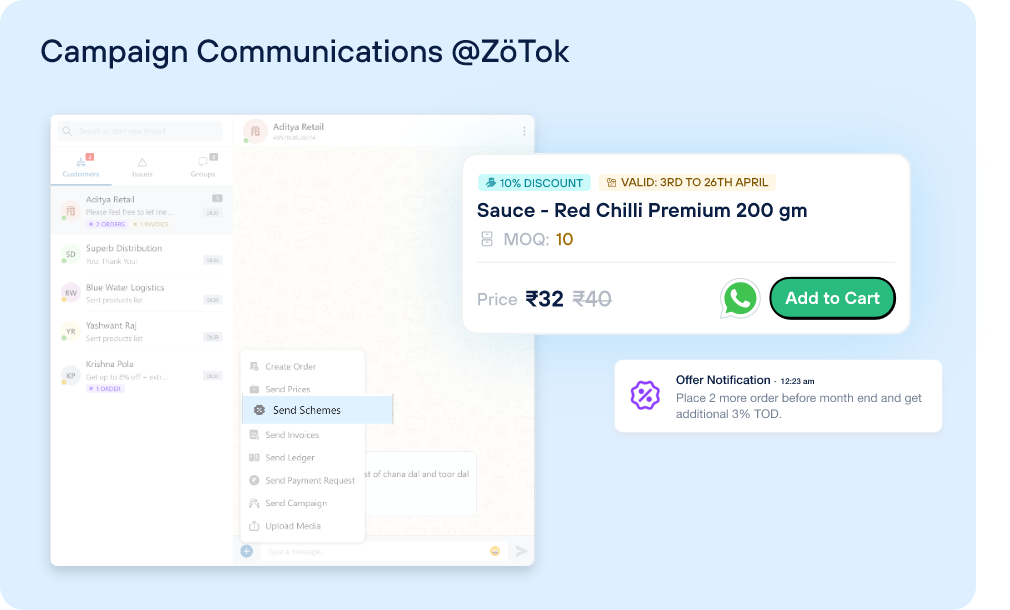 Campaign Communications @ZöTok
Search or start new thread
Customers
Issues
Groups
Aditya Retail
Please feel free to let me ...
2 ORDERS
1 INVOICE
Superb Distribution
SD
You: Thank You!
Blue Water Logistics
KW
Sent products list
Yashwant Raj
YR
Sent products list
Krishna Pola
KP
Get up to 8% off + extr...
1 ORDER
Aditya Retail
10% DISCOUNT
VALID: 3RD TO 26TH APRIL
Sauce - Red Chilli Premium 200 gm
MOQ: 10
Price ₹32 ₹40
Add to Cart
Offer Notification · 12:23 am
Place 2 more order before month end and get
additional 3% TOD.
Create Order
Send Prices
Send Schemes
Send Invoices
Send Ledger
Send Payment Request
Send Campaign
Upload Media
st of chana dal and toor dal
Type a message...